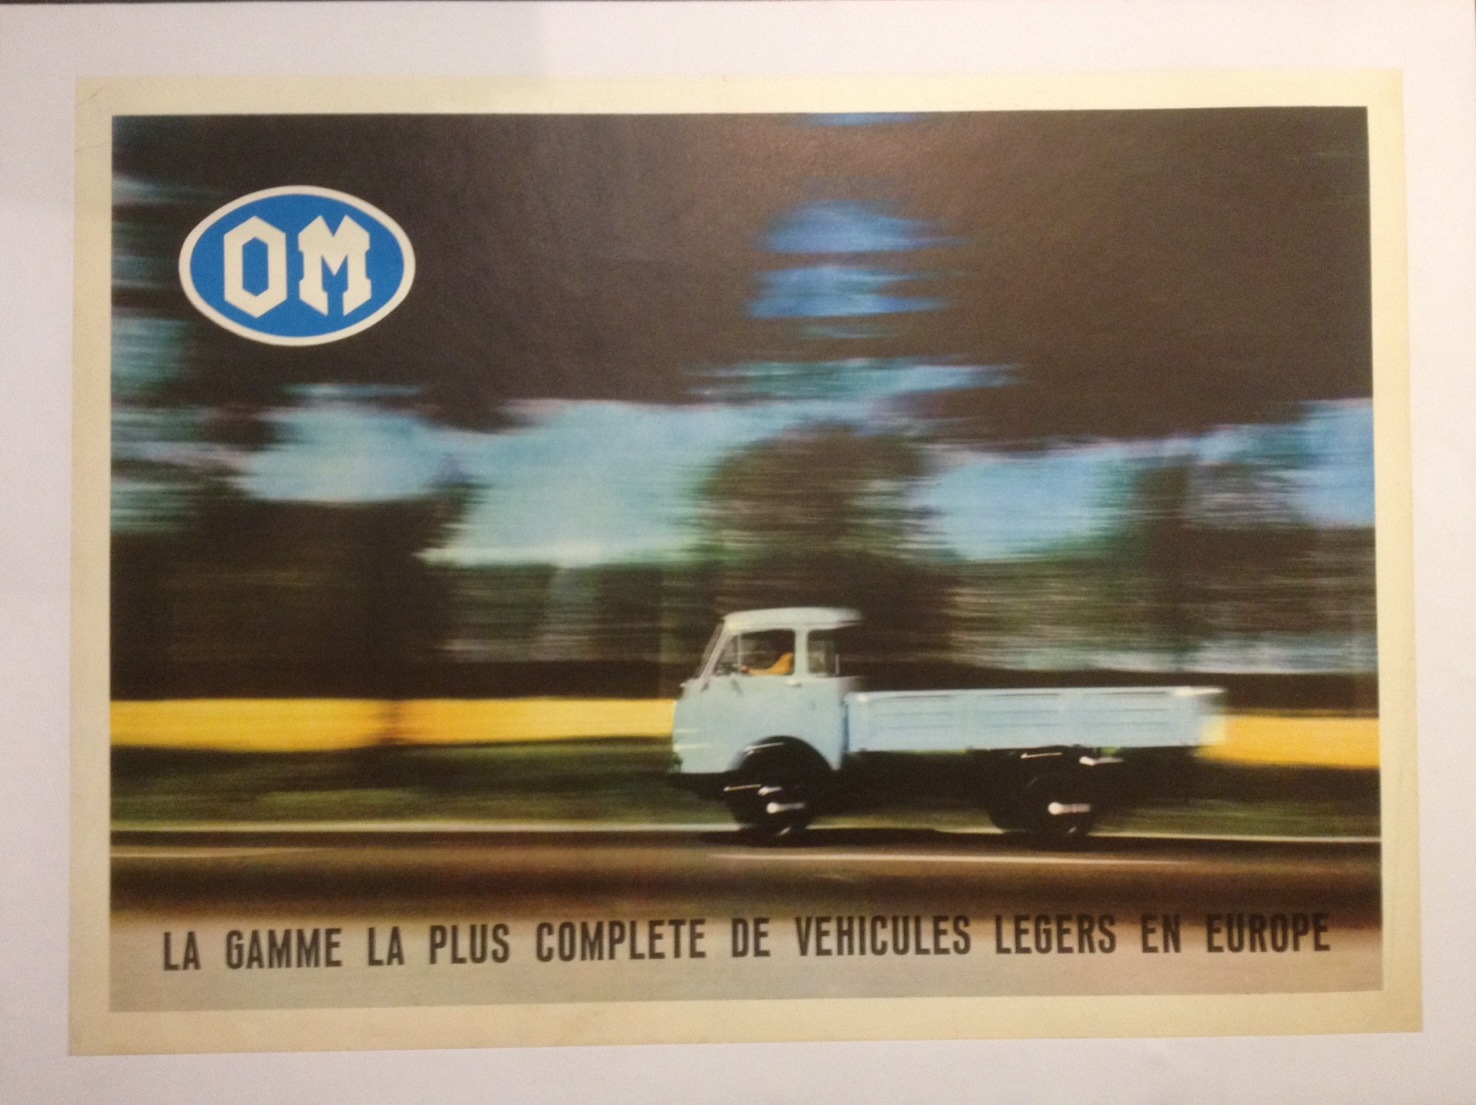 OM
LA GAMME LA PLUS COMPLETE DE VEHICULES LEGERS EN EUROPE